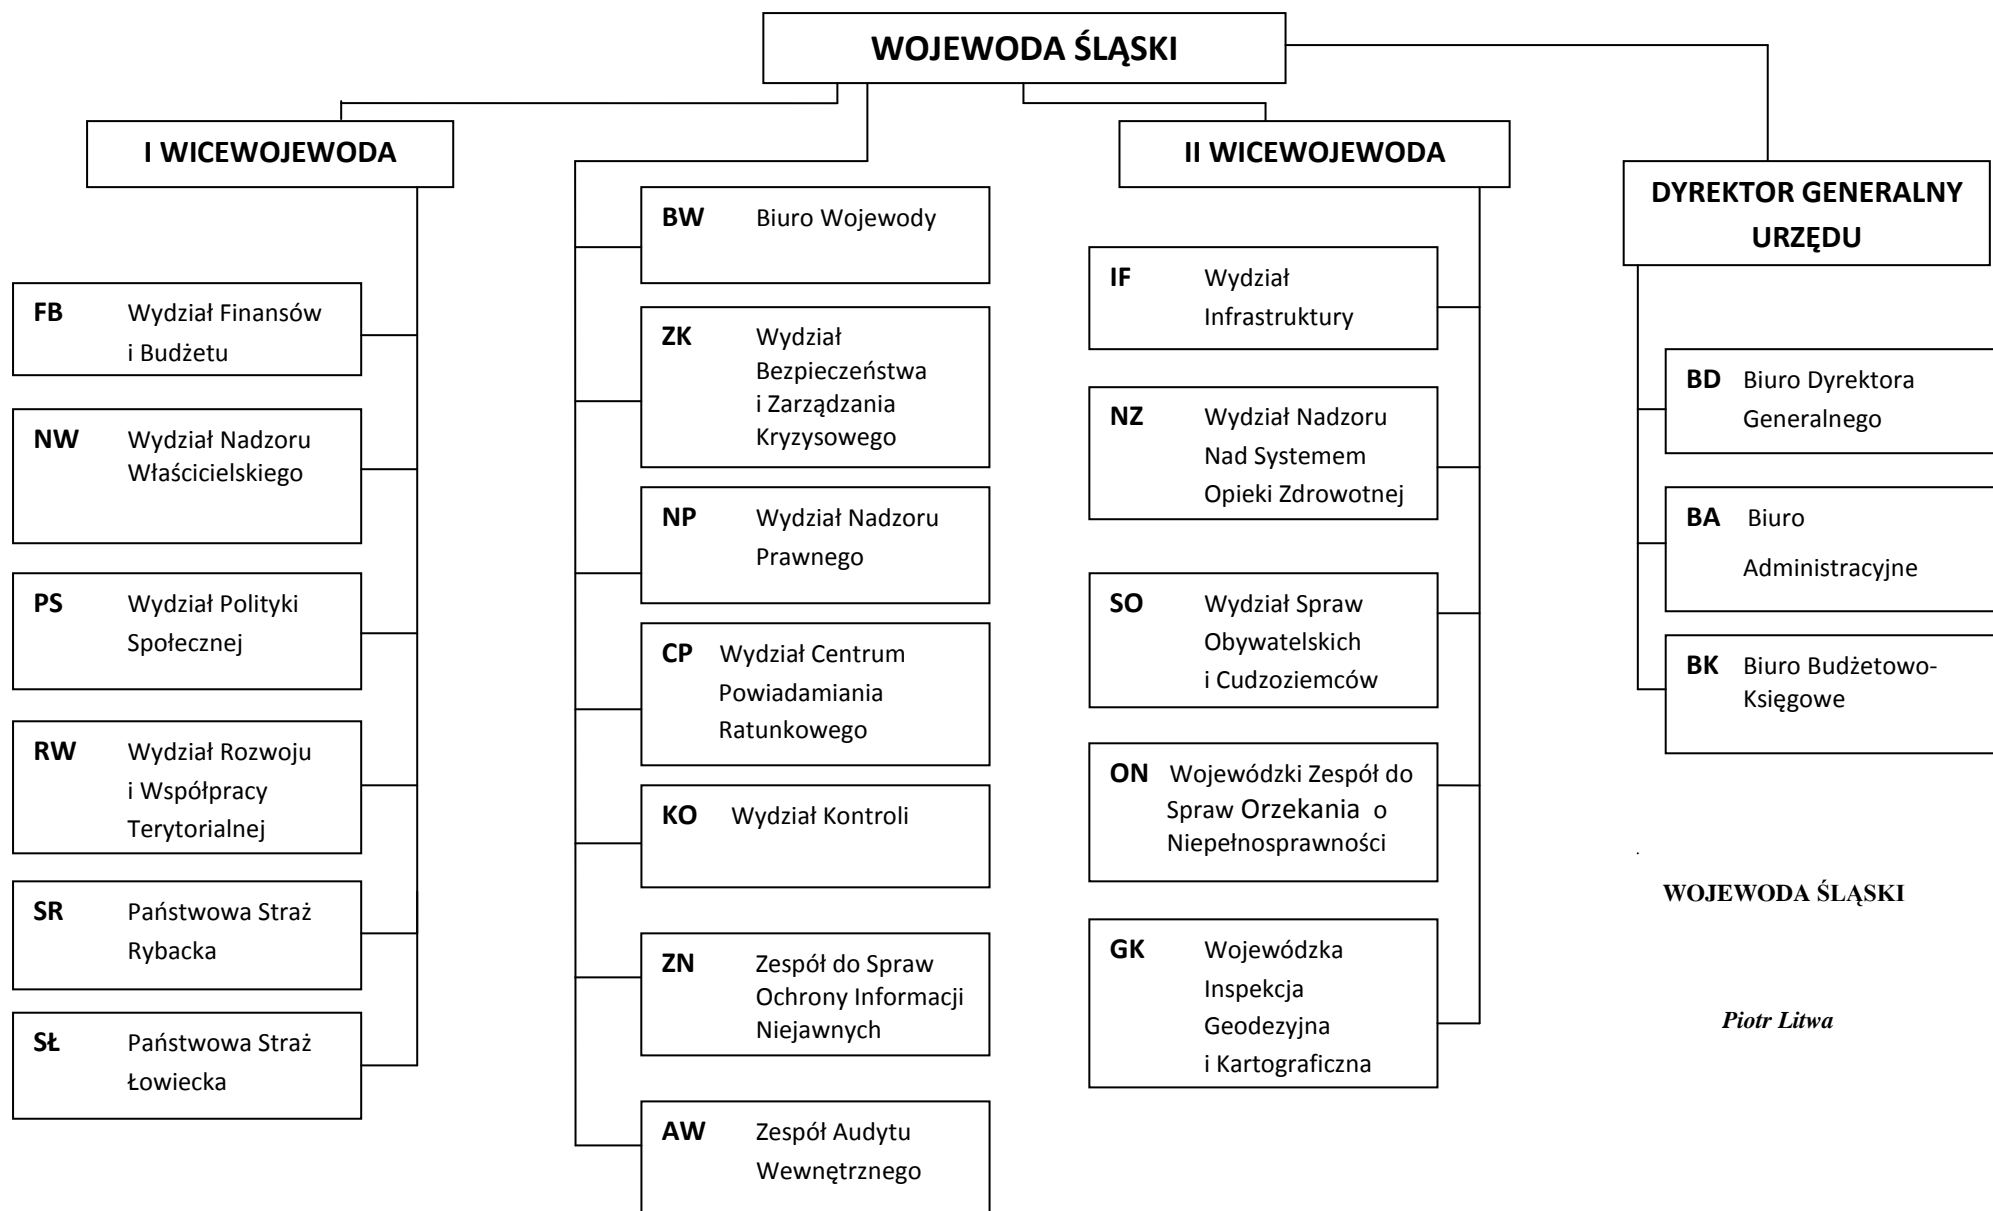 WOJEWODA ŚLĄSKI
I WICEWOJEWODA
FB Wydział Finansów
i Budżetu
NW Wydział Nadzoru
Właścicielskiego
PS Wydział Polityki
Społecznej
RW Wydział Rozwoju
i Współpracy
Terytorialnej
SR Państwowa Straż
Rybacka
SŁ Państwowa Straż
Łowiecka
BW Biuro Wojewody
ZK Wydział
Bezpieczeństwa
i Zarządzania
Kryzysowego
NP Wydział Nadzoru
Prawnego
CP Wydział Centrum
Powiadamiania
Ratunkowego
KO Wydział Kontroli
ZN Zespół do Spraw
Ochrony Informacji
Niejawnych
AW Zespół Audytu
Wewnętrznego
II WICEWOJEWODA
IF Wydział
Infrastruktury
NZ Wydział Nadzoru
Nad Systemem
Opieki Zdrowotnej
SO Wydział Spraw
Obywatelskich
i Cudzoziemców
ON Wojewódzki Zespół do
Spraw Orzekania o
Niepełnosprawności
GK Wojewódzka
Inspekcja
Geodezyjna
i Kartograficzna
DYREKTOR GENERALNY
URZĘDU
BD Biuro Dyrektora
Generalnego
BA Biuro
Administracyjne
BK Biuro Budżetowo-
Księgowe
.
WOJEWODA ŚLĄSKI
Piotr Litwa